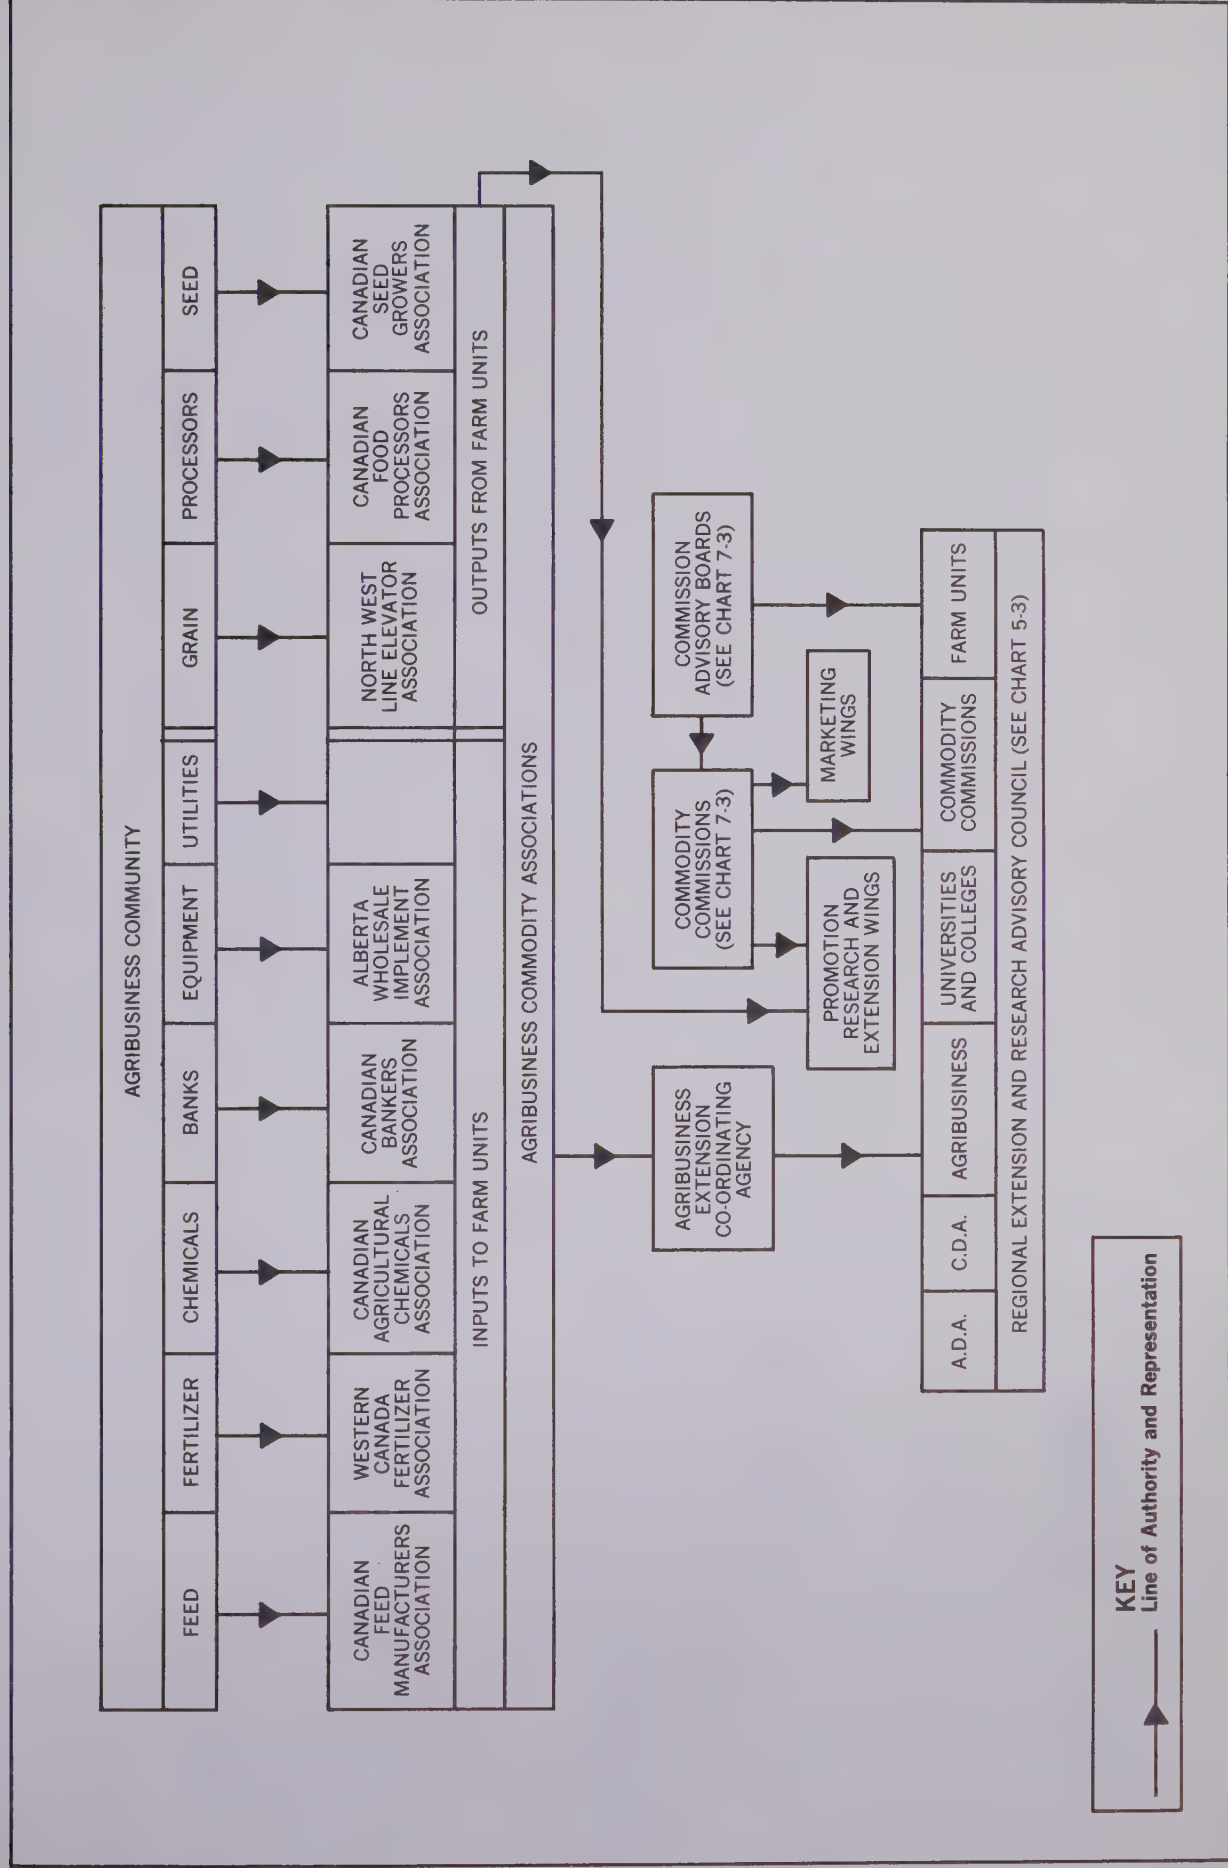 AGRIBUSINESS COMMUNITY
FEED
FERTILIZER
CHEMICALS
BANKS
EQUIPMENT
UTILITIES
GRAIN
PROCESSORS
SEED
CANADIAN
FEED
MANUFACTURERS
ASSOCIATION
WESTERN
CANADA
FERTILIZER
ASSOCIATION
CANADIAN
AGRICULTURAL
CHEMICALS
ASSOCIATION
CANADIAN
BANKERS
ASSOCIATION
ALBERTA
WHOLESALE
IMPLEMENT
ASSOCIATION
NORTH WEST
LINE ELEVATOR
ASSOCIATION
CANADIAN
FOOD
PROCESSORS
ASSOCIATION
CANADIAN
SEED
GROWERS
ASSOCIATION
INPUTS TO FARM UNITS
OUTPUTS FROM FARM UNITS
AGRIBUSINESS COMMODITY ASSOCIATIONS
AGRIBUSINESS
EXTENSION
CO-ORDINATING
AGENCY
COMMODITY
COMMISSIONS
(SEE CHART 7-3)
COMMISSION
ADVISORY BOARDS
(SEE CHART 7-3)
PROMOTION
RESEARCH AND
EXTENSION WINGS
MARKETING
WINGS
A.D.A.
C.D.A.
AGRIBUSINESS
UNIVERSITIES
AND COLLEGES
COMMODITY
COMMISSIONS
FARM UNITS
REGIONAL EXTENSION AND RESEARCH ADVISORY COUNCIL (SEE CHART 5-3)
KEY
Line of Authority and Representation